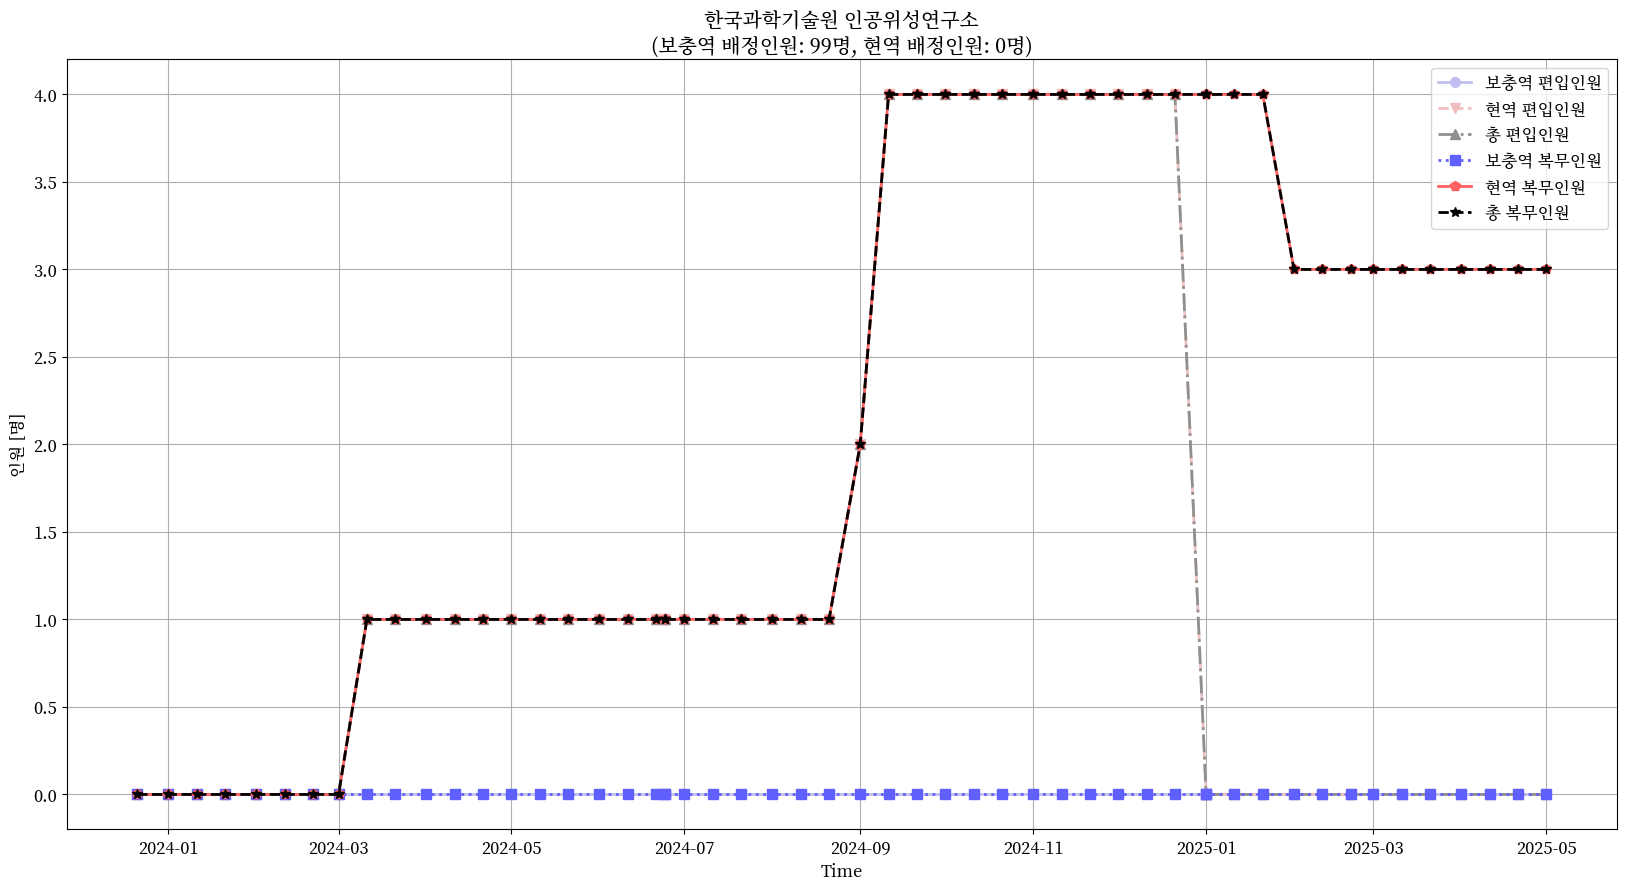 한국과학기술원 인공위성연구소
(보충역 배정인원: 99명, 현역 배정인원: 0명)
보충역 편입인원
현역 편입인원
총 편입인원
보충역 복무인원
현역 복무인원
총 복무인원
4.0
3.5
3.0
2.5
2.0
1.5
1.0
0.5
0.0
인원 [명]
2024-01 2024-03 2024-05 2024-07 2024-09 2024-11 2025-01 2025-03 2025-05
Time